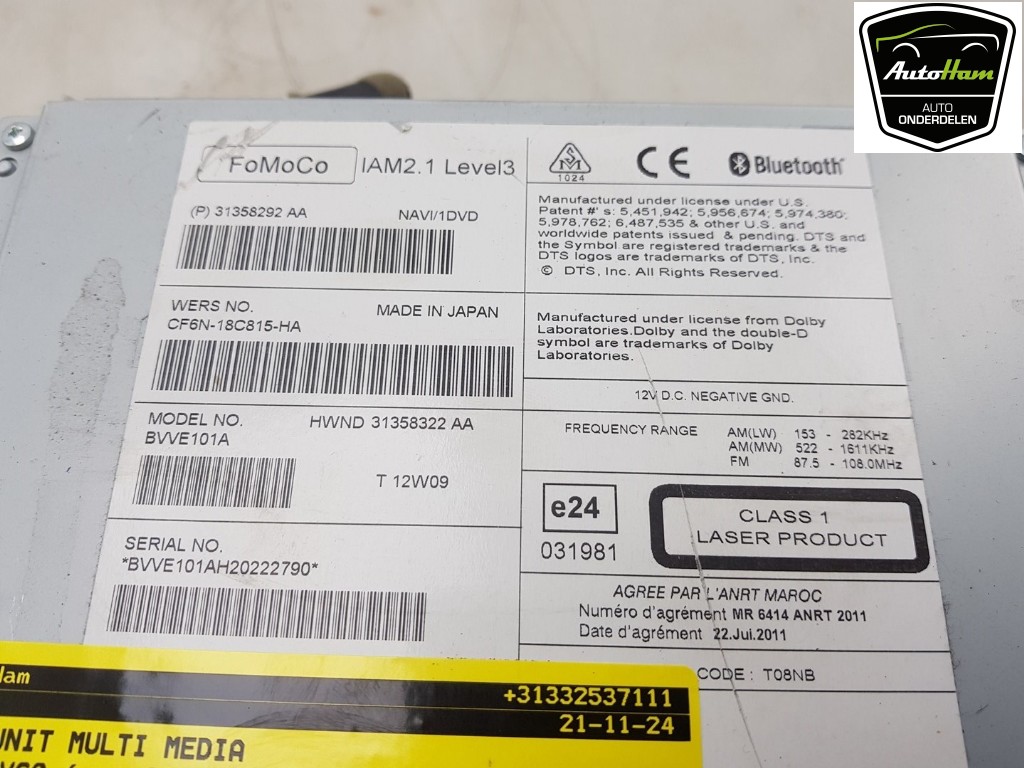 AutoHam
AUTO
ONDERDELEN
FoMoCo IAM2.1 Level3
(P) 31358292 AA NAVI/1DVD
WERS NO. MADE IN JAPAN
CF6N-18C815-HA
MODEL NO. HWND 31358322 AA
BVVE101A
T 12W09
SERIAL NO.
*BVVE101AH20222790*
SM
1024
CE
Bluetooth
Manufactured under license under U.S.
Patent #' s: 5,451,942; 5,956,674; 5,974,380;
5,978,762; 6,487,535 & other U.S. and
worldwide patents issued & pending. DTS and
the Symbol are registered trademarks & the
DTS logos are trademarks of DTS, Inc.
© DTS, Inc. All Rights Reserved.
Manufactured under license from Dolby
Laboratories.Dolby and the double-D
symbol are trademarks of Dolby
Laboratories.
12V D.C. NEGATIVE GND.
FREQUENCY RANGE AM(LW) 153 - 282KHz
AM(MW) 522 - 1611KHz
FM 87.5 - 108.0MHz
e24
031981
CLASS 1
LASER PRODUCT
AGREE PAR L'ANRT MAROC
Numéro d'agrément MR 6414 ANRT 2011
Date d'agrément 22.Jui.2011
CODE : T08NB
+31332537111
21-11-24
MULTI MEDIA